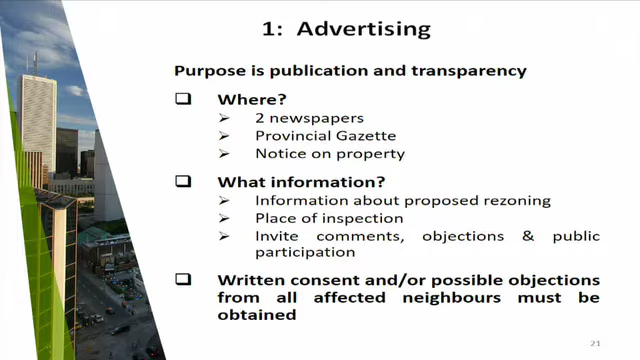 1: Advertising
Purpose is publication and transparency
❑ Where?
➢ 2 newspapers
➢ Provincial Gazette
➢ Notice on property
❑ What information?
➢ Information about proposed rezoning
➢ Place of inspection
➢ Invite comments, objections & public
participation
❑ Written consent and/or possible objections
from all affected neighbours must be
obtained
21